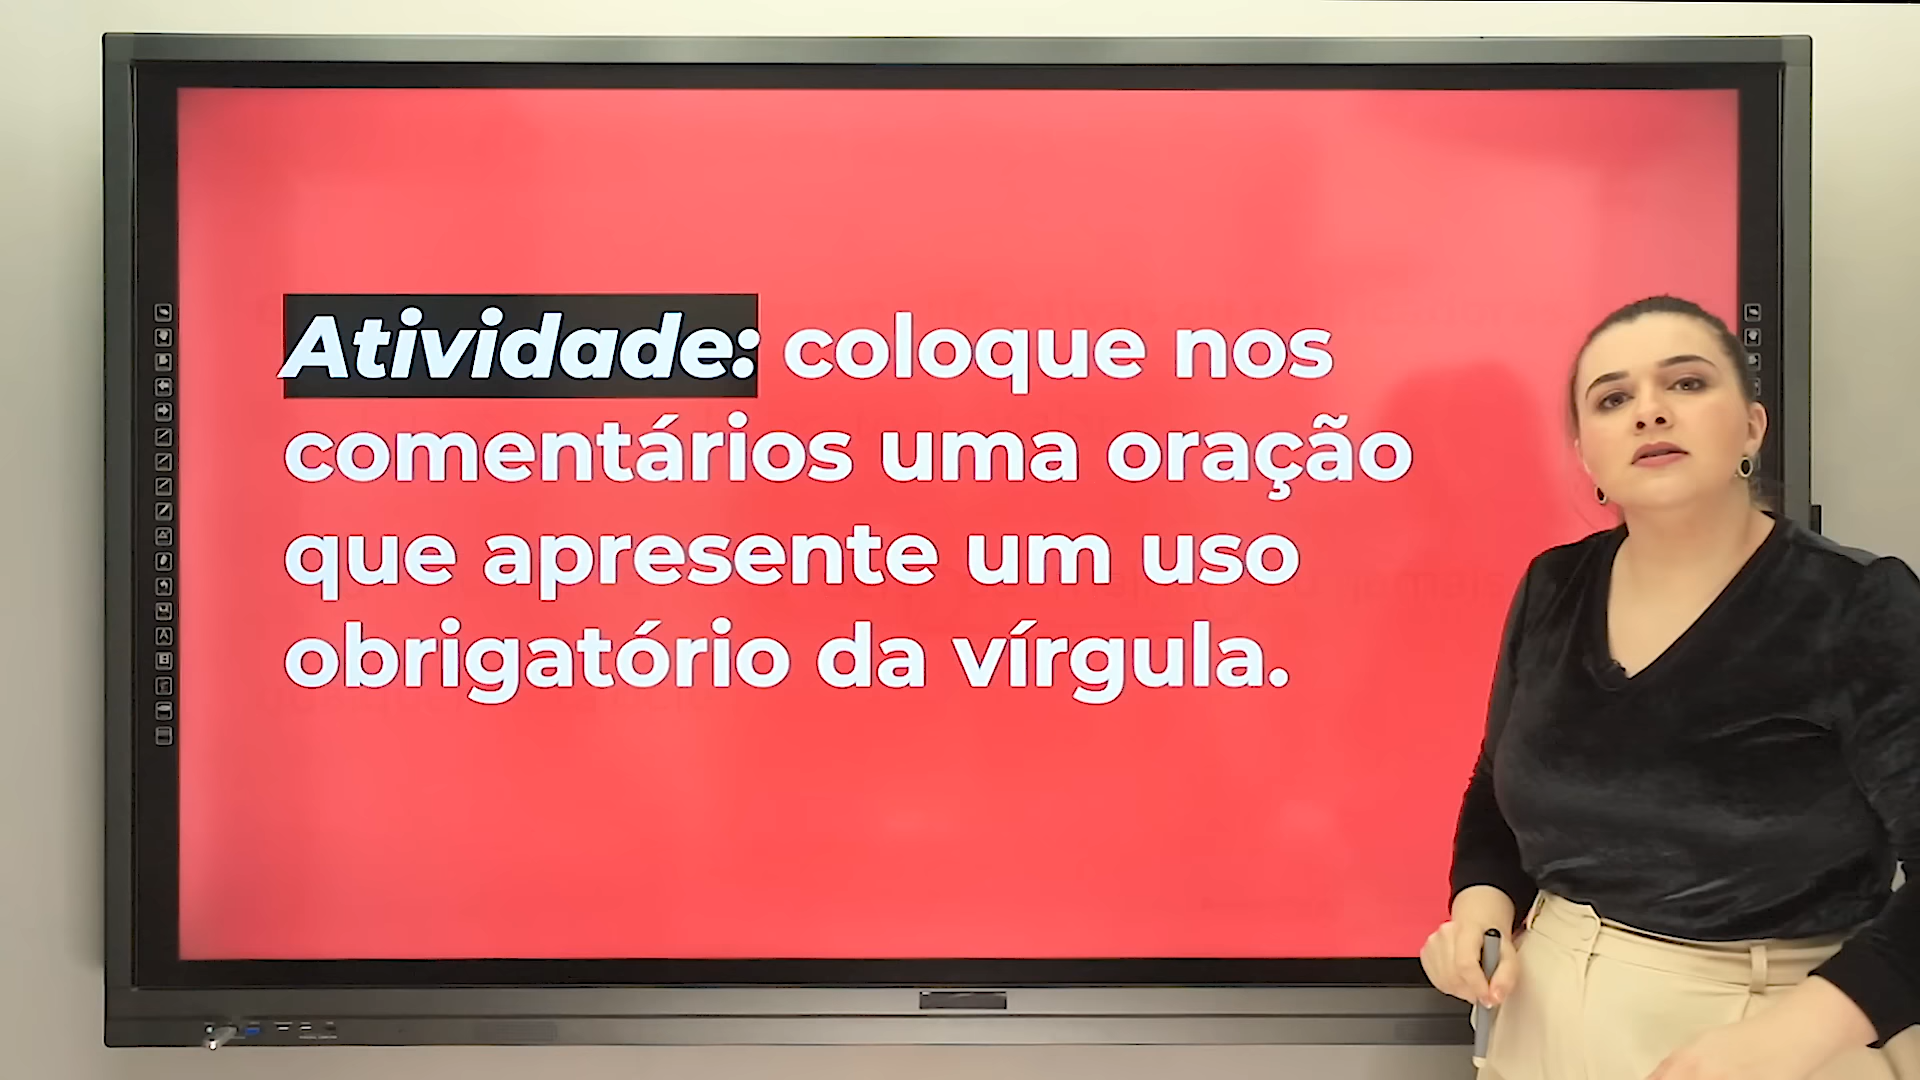 Atividade: coloque nos
comentários uma oração
que apresente um uso
obrigatório da vírgula.